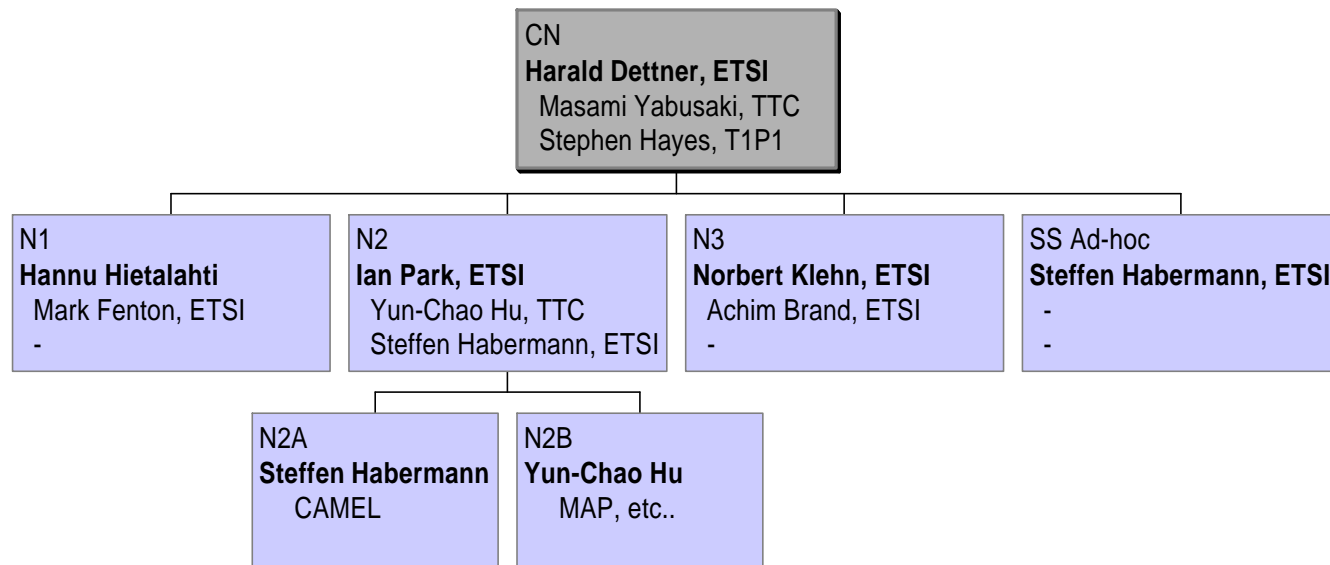 CN
Harald Dettner, ETSI
Masami Yabusaki, TTC
Stephen Hayes, T1P1
N1
Hannu Hietalahti
Mark Fenton, ETSI
-
N2
Ian Park, ETSI
Yun-Chao Hu, TTC
Steffen Habermann, ETSI
N3
Norbert Klehn, ETSI
Achim Brand, ETSI
-
SS Ad-hoc
Steffen Habermann, ETSI
-
-
N2A
Steffen Habermann
CAMEL
N2B
Yun-Chao Hu
MAP, etc..